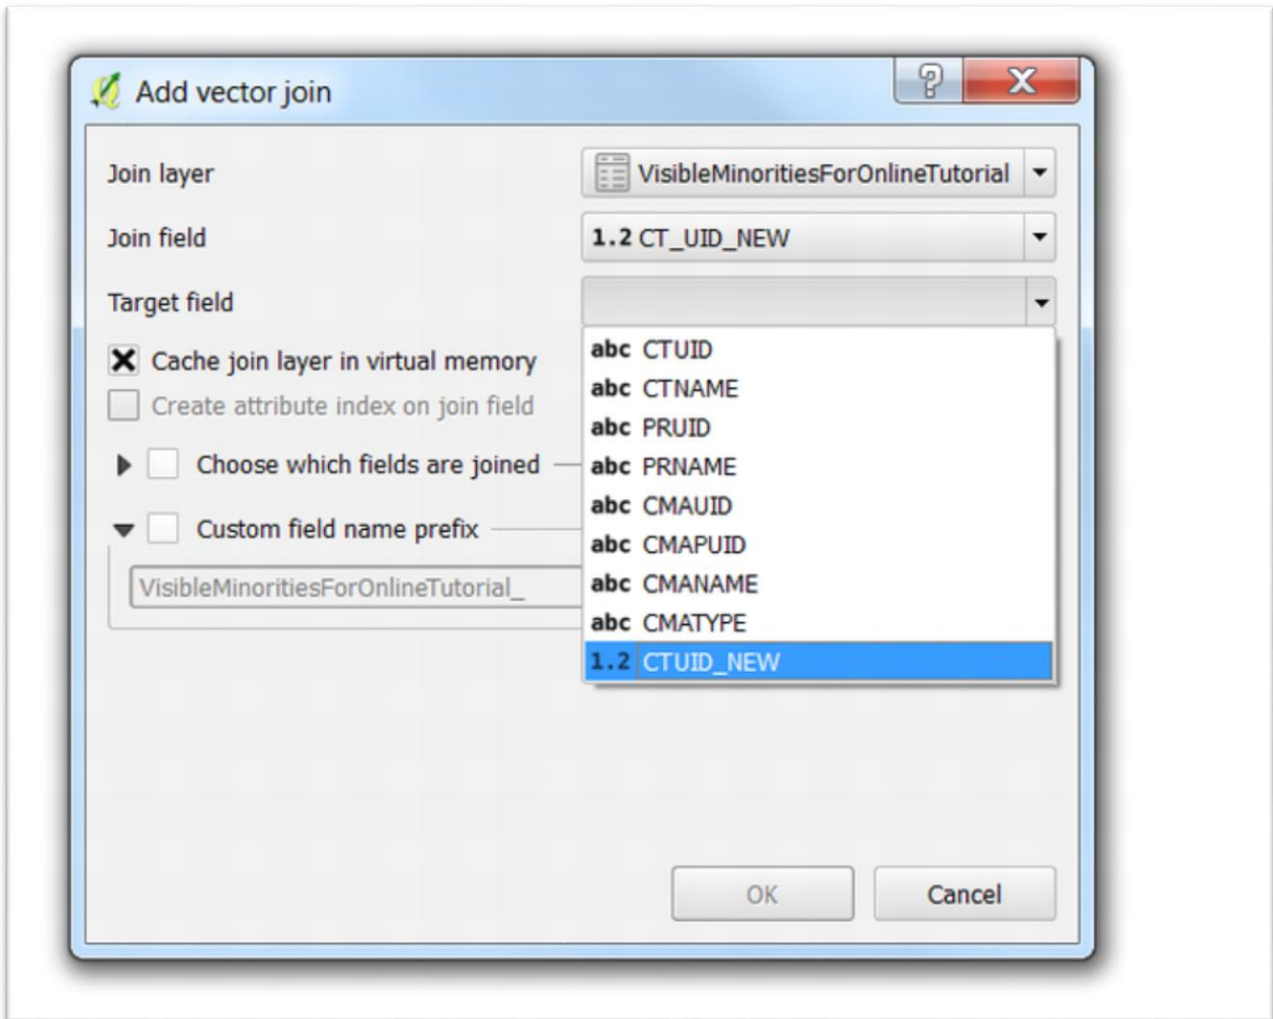 Add vector join
Join layer
VisibleMinoritiesForOnlineTutorial
Join field
1.2 CT_UID_NEW
Target field
abc CTUID
abc CTNAME
abc PRUID
abc PRNAME
abc CMAUID
abc CMAPUID
abc CMANAME
abc CMATYPE
1.2 CTUID_NEW
Cache join layer in virtual memory
Create attribute index on join field
Choose which fields are joined
Custom field name prefix
VisibleMinoritiesForOnlineTutorial_
OK
Cancel